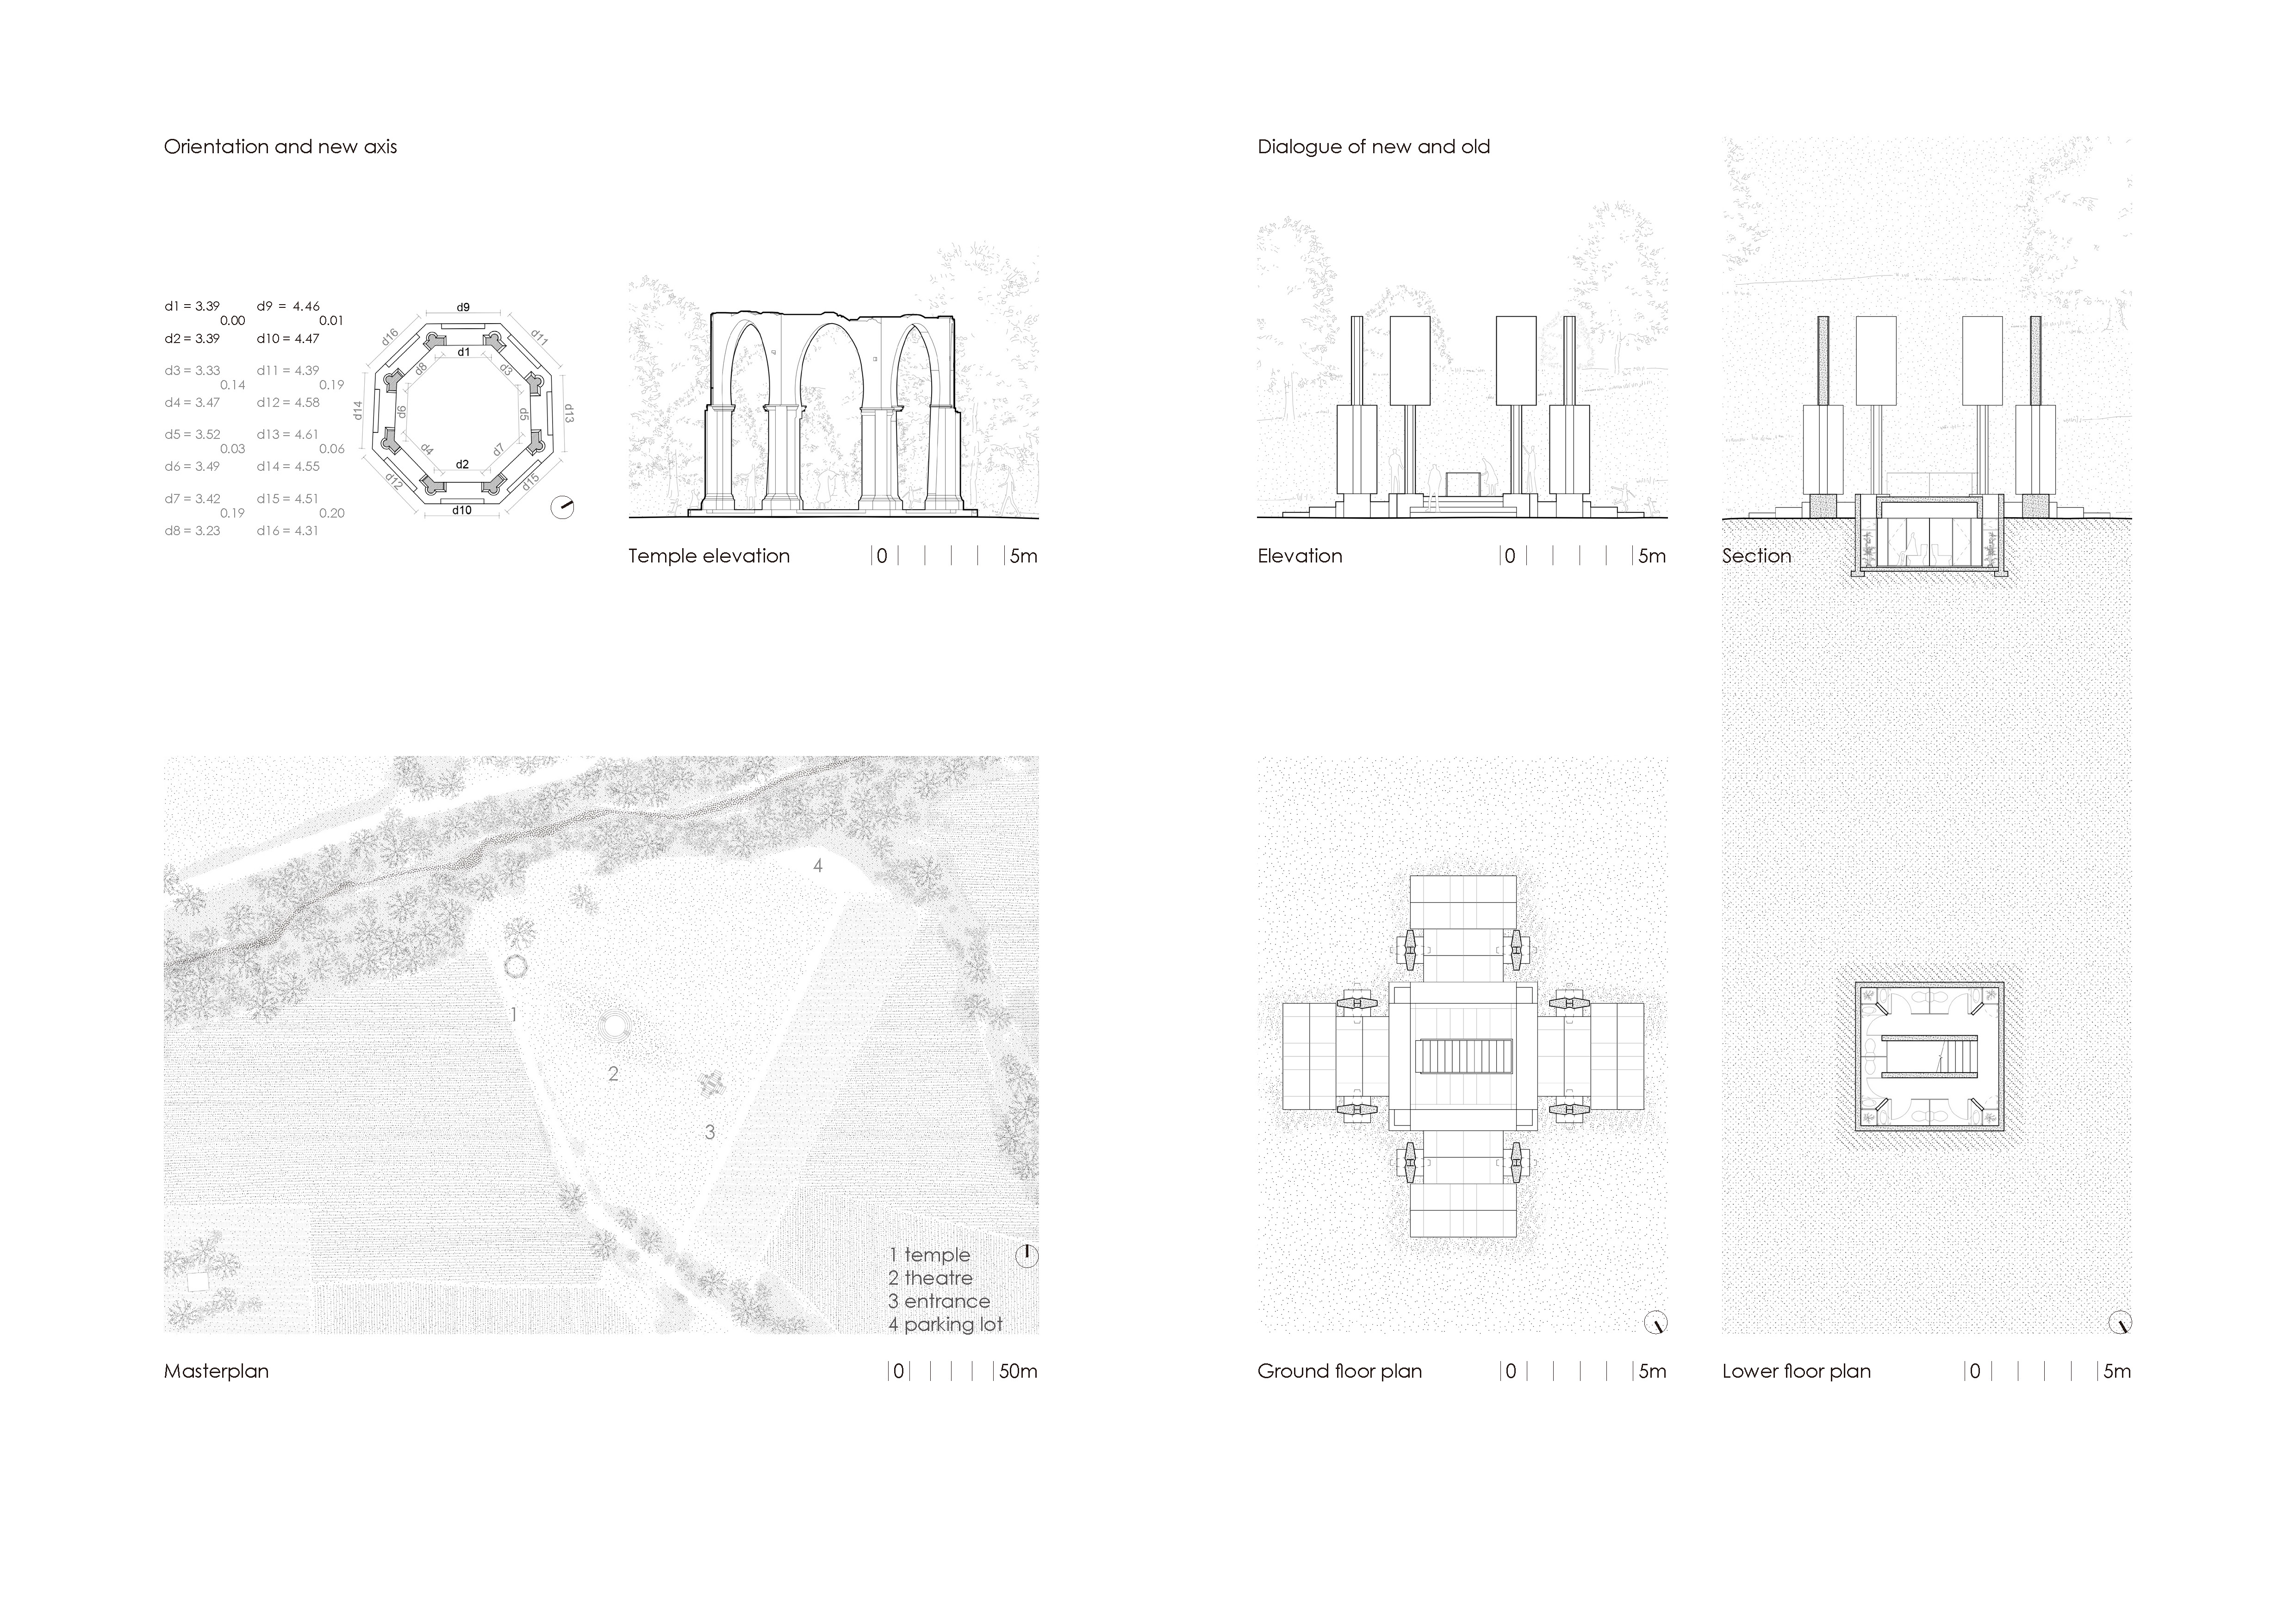 Orientation and new axis
d1 = 3.39 d9 = 4.46
0.00 0.01
d2 = 3.39 d10 = 4.47
d3 = 3.33 d11 = 4.39
0.14 0.19
d4 = 3.47 d12 = 4.58
d5 = 3.52 d13 = 4.61
0.03 0.06
d6 = 3.49 d14 = 4.55
d7 = 3.42 d15 = 4.51
0.19 0.20
d8 = 3.23 d16 = 4.31
d9
d16
d11
d1
d8
d3
d14
d6
d5
d13
d4
d7
d2
d12
d15
d10
Temple elevation 0 5m
Dialogue of new and old
Elevation 0 5m
Section
4
1
2
3
1 temple
2 theatre
3 entrance
4 parking lot
Masterplan 0 50m
Ground floor plan 0 5m
Lower floor plan 0 5m